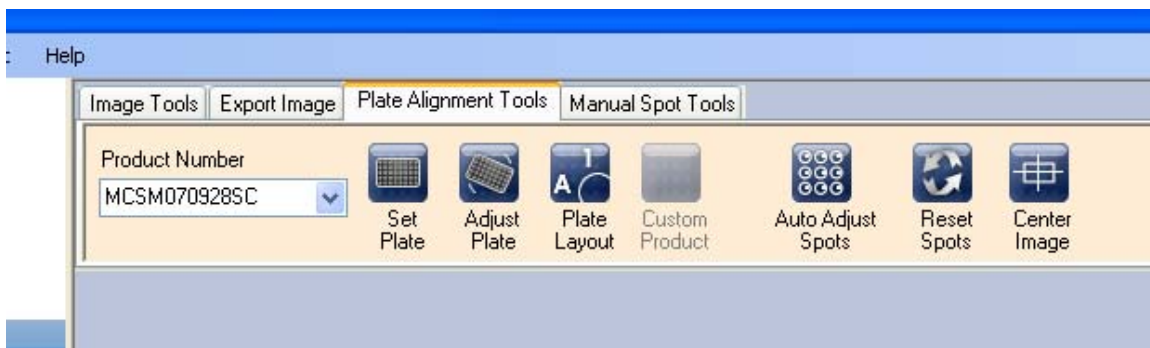 Help
Image Tools Export Image Plate Alignment Tools Manual Spot Tools
Product Number
MCSM070928SC
Set Plate
Adjust Plate
Plate Layout
Custom Product
Auto Adjust Spots
Reset Spots
Center Image